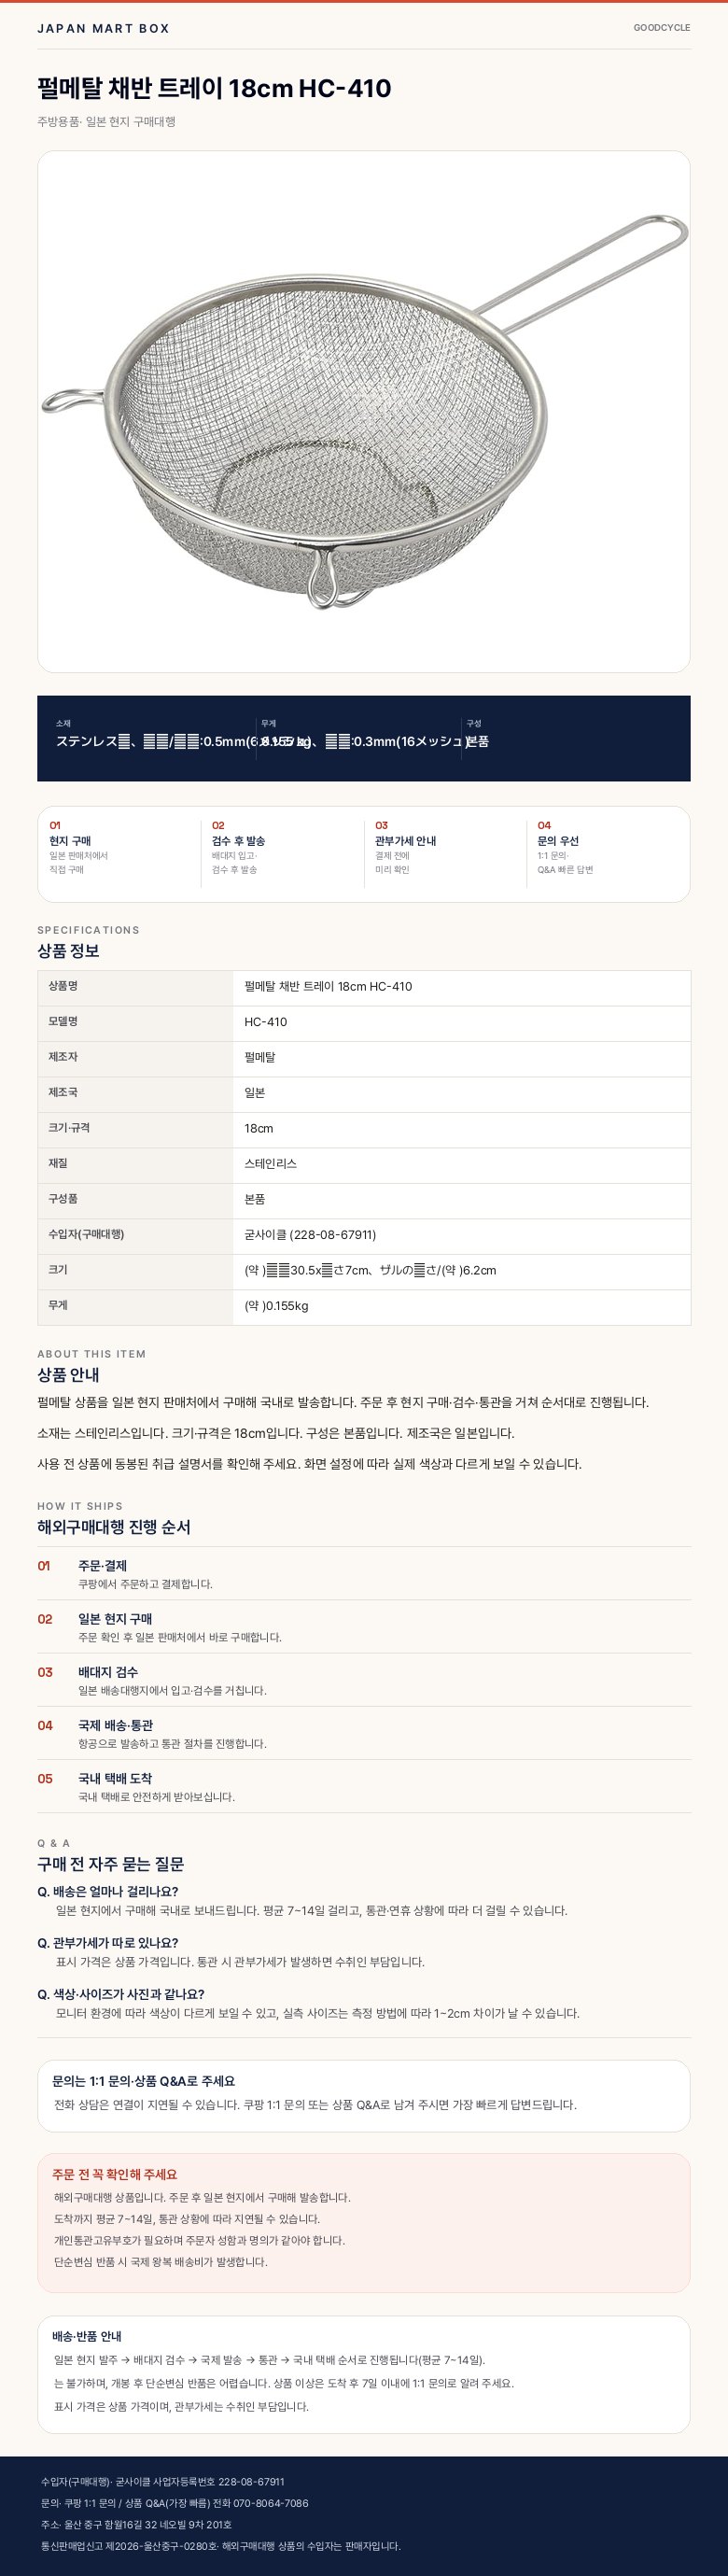 JAPAN MART BOX
GOODCYCLE
펄메탈 채반 트레이 18cm HC-410
주방용품· 일본 현지 구매대행
소재
무게
구성
ステンレス、/:0.5mm(6、:0.3mm(16メッシュ)
0.155 kg
본품
01
현지 구매
일본 판매처에서
직접 구매
02
검수 후 발송
배대지 입고·
검수 후 발송
03
관부가세 안내
결제 전에
미리 확인
04
문의 우선
1:1 문의·
Q&A 빠른 답변
SPECIFICATIONS
상품 정보
상품명 펄메탈 채반 트레이 18cm HC-410
모델명 HC-410
제조자 펄메탈
제조국 일본
크기·규격 18cm
재질 스테인리스
구성품 본품
수입자(구매대행) 굳사이클 (228-08-67911)
크기 (약 )30.5xさ7cm、ザルのさ/(약 )6.2cm
무게 (약 )0.155kg
ABOUT THIS ITEM
상품 안내
펄메탈 상품을 일본 현지 판매처에서 구매해 국내로 발송합니다. 주문 후 현지 구매·검수·통관을 거쳐 순서대로 진행됩니다.
소재는 스테인리스입니다. 크기·규격은 18cm입니다. 구성은 본품입니다. 제조국은 일본입니다.
사용 전 상품에 동봉된 취급 설명서를 확인해 주세요. 화면 설정에 따라 실제 색상과 다르게 보일 수 있습니다.
HOW IT SHIPS
해외구매대행 진행 순서
01 주문·결제
쿠팡에서 주문하고 결제합니다.
02 일본 현지 구매
주문 확인 후 일본 판매처에서 바로 구매합니다.
03 배대지 검수
일본 배송대행지에서 입고·검수를 거칩니다.
04 국제 배송·통관
항공으로 발송하고 통관 절차를 진행합니다.
05 국내 택배 도착
국내 택배로 안전하게 받아보십니다.
Q & A
구매 전 자주 묻는 질문
Q. 배송은 얼마나 걸리나요?
일본 현지에서 구매해 국내로 보내드립니다. 평균 7~14일 걸리고, 통관·연휴 상황에 따라 더 걸릴 수 있습니다.
Q. 관부가세가 따로 있나요?
표시 가격은 상품 가격입니다. 통관 시 관부가세가 발생하면 수취인 부담입니다.
Q. 색상·사이즈가 사진과 같나요?
모니터 환경에 따라 색상이 다르게 보일 수 있고, 실측 사이즈는 측정 방법에 따라 1~2cm 차이가 날 수 있습니다.
문의는 1:1 문의·상품 Q&A로 주세요
전화 상담은 연결이 지연될 수 있습니다. 쿠팡 1:1 문의 또는 상품 Q&A로 남겨 주시면 가장 빠르게 답변드립니다.
주문 전 꼭 확인해 주세요
해외구매대행 상품입니다. 주문 후 일본 현지에서 구매해 발송합니다.
도착까지 평균 7~14일, 통관 상황에 따라 지연될 수 있습니다.
개인통관고유부호가 필요하며 주문자 성함과 명의가 같아야 합니다.
단순변심 반품 시 국제 왕복 배송비가 발생합니다.
배송·반품 안내
일본 현지 발주 → 배대지 검수 → 국제 발송 → 통관 → 국내 택배 순서로 진행됩니다(평균 7~14일).
는 불가하며, 개봉 후 단순변심 반품은 어렵습니다. 상품 이상은 도착 후 7일 이내에 1:1 문의로 알려 주세요.
표시 가격은 상품 가격이며, 관부가세는 수취인 부담입니다.
수입자(구매대행)· 굳사이클 사업자등록번호 228-08-67911
문의· 쿠팡 1:1 문의 / 상품 Q&A(가장 빠름) 전화 070-8064-7086
주소· 울산 중구 함월16길 32 네오빌 9차 201호
통신판매업신고 제2026-울산중구-0280호· 해외구매대행 상품의 수입자는 판매자입니다.